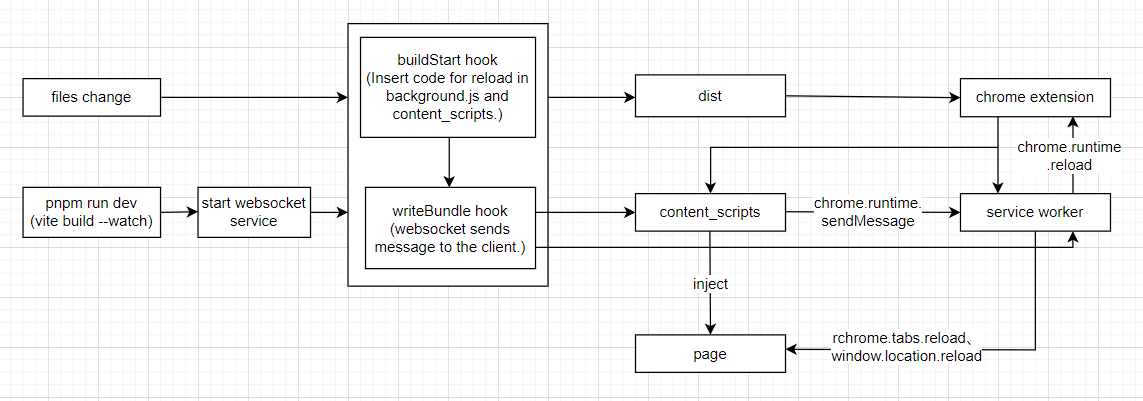 files change
buildStart hook
(Insert code for reload in
background.js and
content_scripts.)
dist
chrome extension
chrome.runtime
.reload
pnpm run dev
(vite build --watch)
start websocket
service
writeBundle hook
(websocket sends
message to the client.)
content_scripts
chrome.runtime.
sendMessage
service worker
inject
page
rchrome.tabs.reload、
window.location.reload